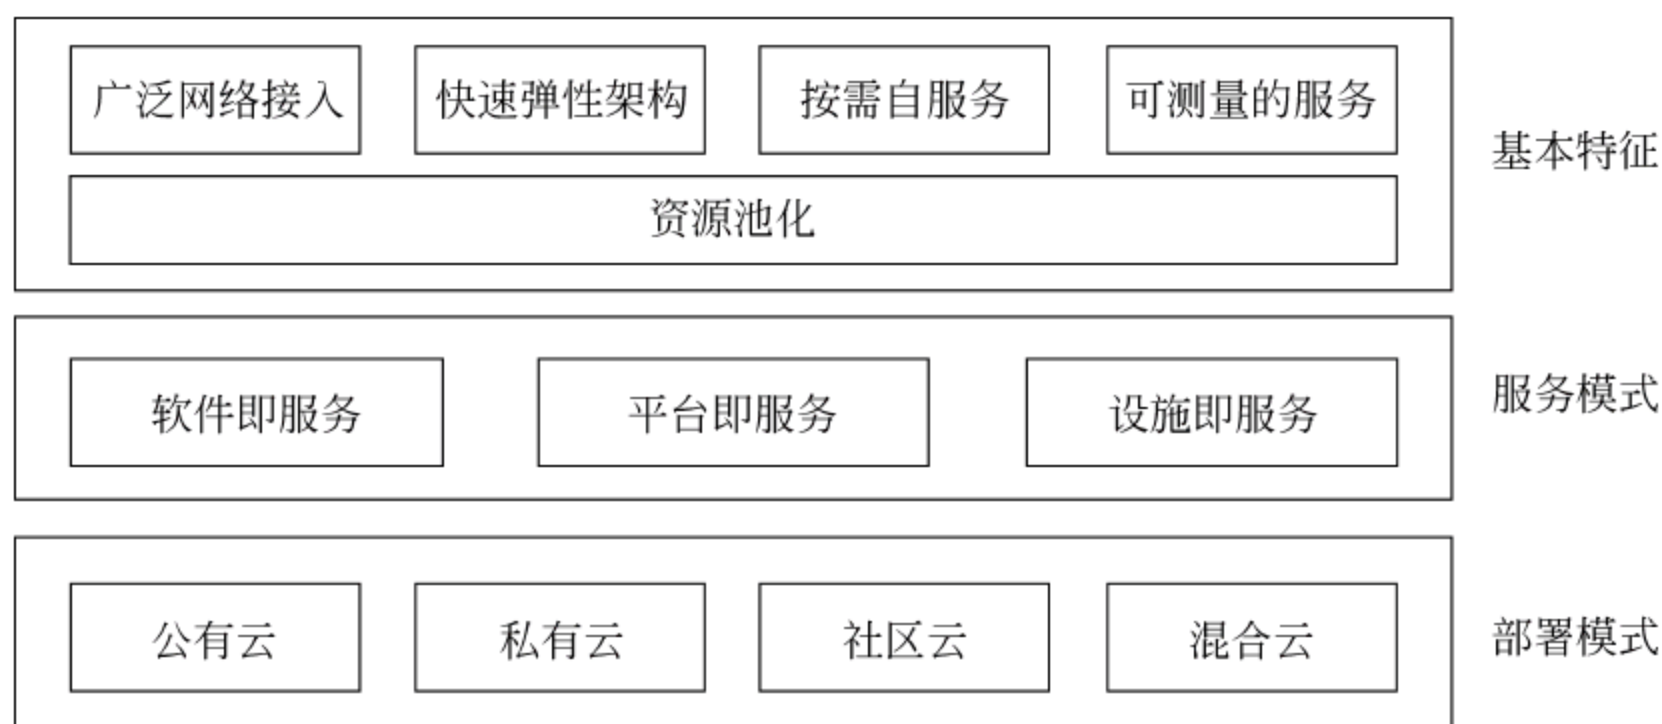 广泛网络接入 快速弹性架构 按需自服务 可测量的服务
基本特征
资源池化
软件即服务 平台即服务 设施即服务
服务模式
公有云 私有云 社区云 混合云
部署模式